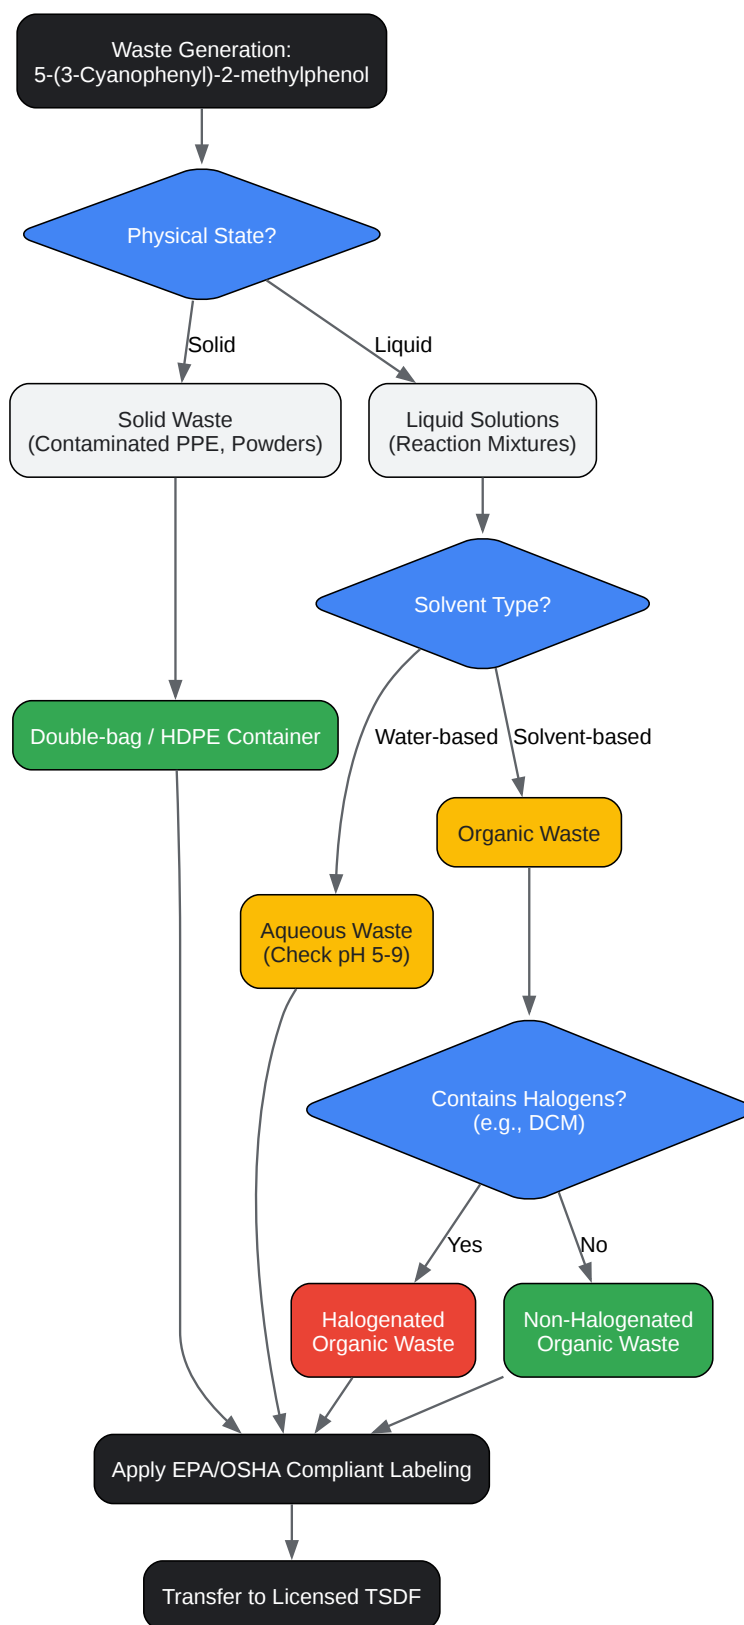 Waste Generation:
5-(3-Cyanophenyl)-2-methylphenol
Physical State?
Solid
Liquid
Solid Waste
(Contaminated PPE, Powders)
Liquid Solutions
(Reaction Mixtures)
Solvent Type?
Double-bag / HDPE Container
Water-based
Solvent-based
Organic Waste
Aqueous Waste
(Check pH 5-9)
Contains Halogens?
(e.g., DCM)
Yes
No
Halogenated
Organic Waste
Non-Halogenated
Organic Waste
Apply EPA/OSHA Compliant Labeling
Transfer to Licensed TSDF